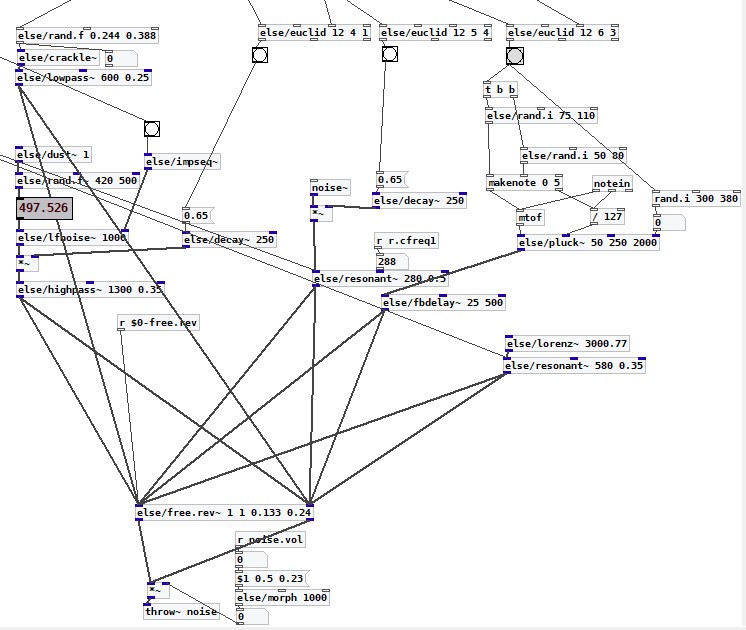 else/euclid 12 4 1
else/euclid 12 5 4
else/euclid 12 6 3
else/rand.f 0.244 0.388
else/crackle~
0
else/lowpass~ 600 0.25
t b b
else/rand.i 75 110
else/dust~ 1
else/impseq~
else/rand.i 50 80
else/rand.f~ 420 500
0.65
makenote 0 5
notein
noise~
else/decay~ 250
rand.i 300 380
497.526
*~
0.65
mtof
/ 127
0
else/lfnoise~ 1000
else/decay~ 250
r r.cfreq1
else/pluck~ 50 250 2000
*~
288
else/resonant~ 280 0.5
else/highpass~ 1300 0.35
else/fbdelay~ 25 500
r $0-free.rev
else/lorenz~ 3000.77
else/resonant~ 580 0.35
else/free.rev~ 1 1 0.133 0.24
r noise.vol
0
$1 0.5 0.23
*~
else/morph 1000
throw~ noise
0